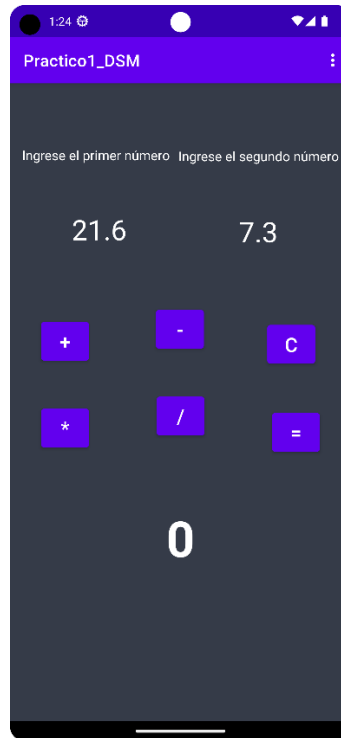 1:24
Practico1_DSM
Ingrese el primer número Ingrese el segundo número
21.6 7.3
+ - C
* / =
0